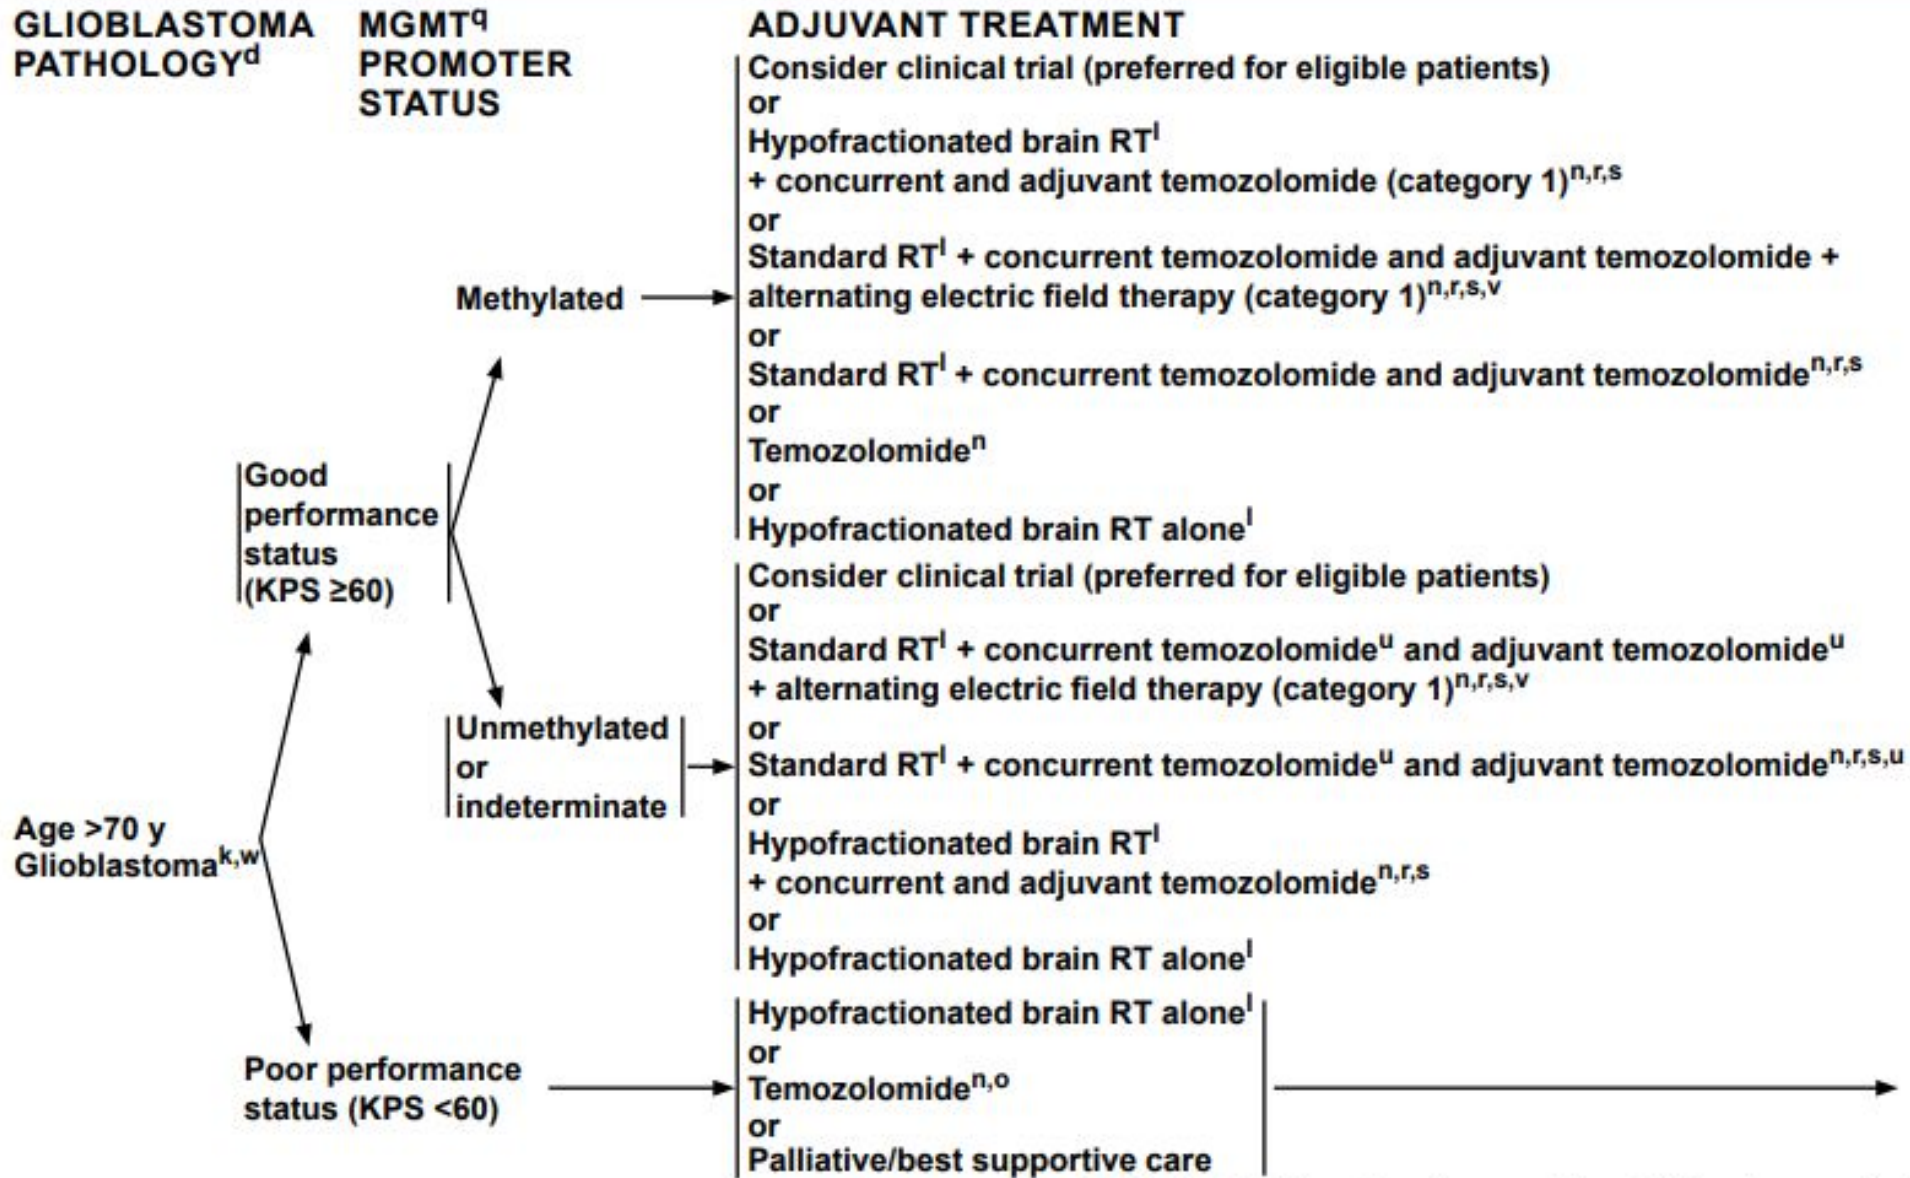 GLIOBLASTOMA
PATHOLOGYd
MGMTq
PROMOTER
STATUS
ADJUVANT TREATMENT
Age >70 y
Glioblastomak,w
Good
performance
status
(KPS ≥60)
Methylated
Consider clinical trial (preferred for eligible patients)
or
Hypofractionated brain RTl
+ concurrent and adjuvant temozolomide (category 1)n,r,s
or
Standard RTl + concurrent temozolomide and adjuvant temozolomide +
alternating electric field therapy (category 1)n,r,s,v
or
Standard RTl + concurrent temozolomide and adjuvant temozolomiden,r,s
or
Temozolomiden
or
Hypofractionated brain RT alonel
Unmethylated
or
indeterminate
Consider clinical trial (preferred for eligible patients)
or
Standard RTl + concurrent temozolomideu and adjuvant temozolomideu
+ alternating electric field therapy (category 1)n,r,s,v
or
Standard RTl + concurrent temozolomideu and adjuvant temozolomiden,r,s,u
or
Hypofractionated brain RTl
+ concurrent and adjuvant temozolomiden,r,s
or
Hypofractionated brain RT alonel
Poor performance
status (KPS <60)
Hypofractionated brain RT alonel
or
Temozolomiden,o
or
Palliative/best supportive care